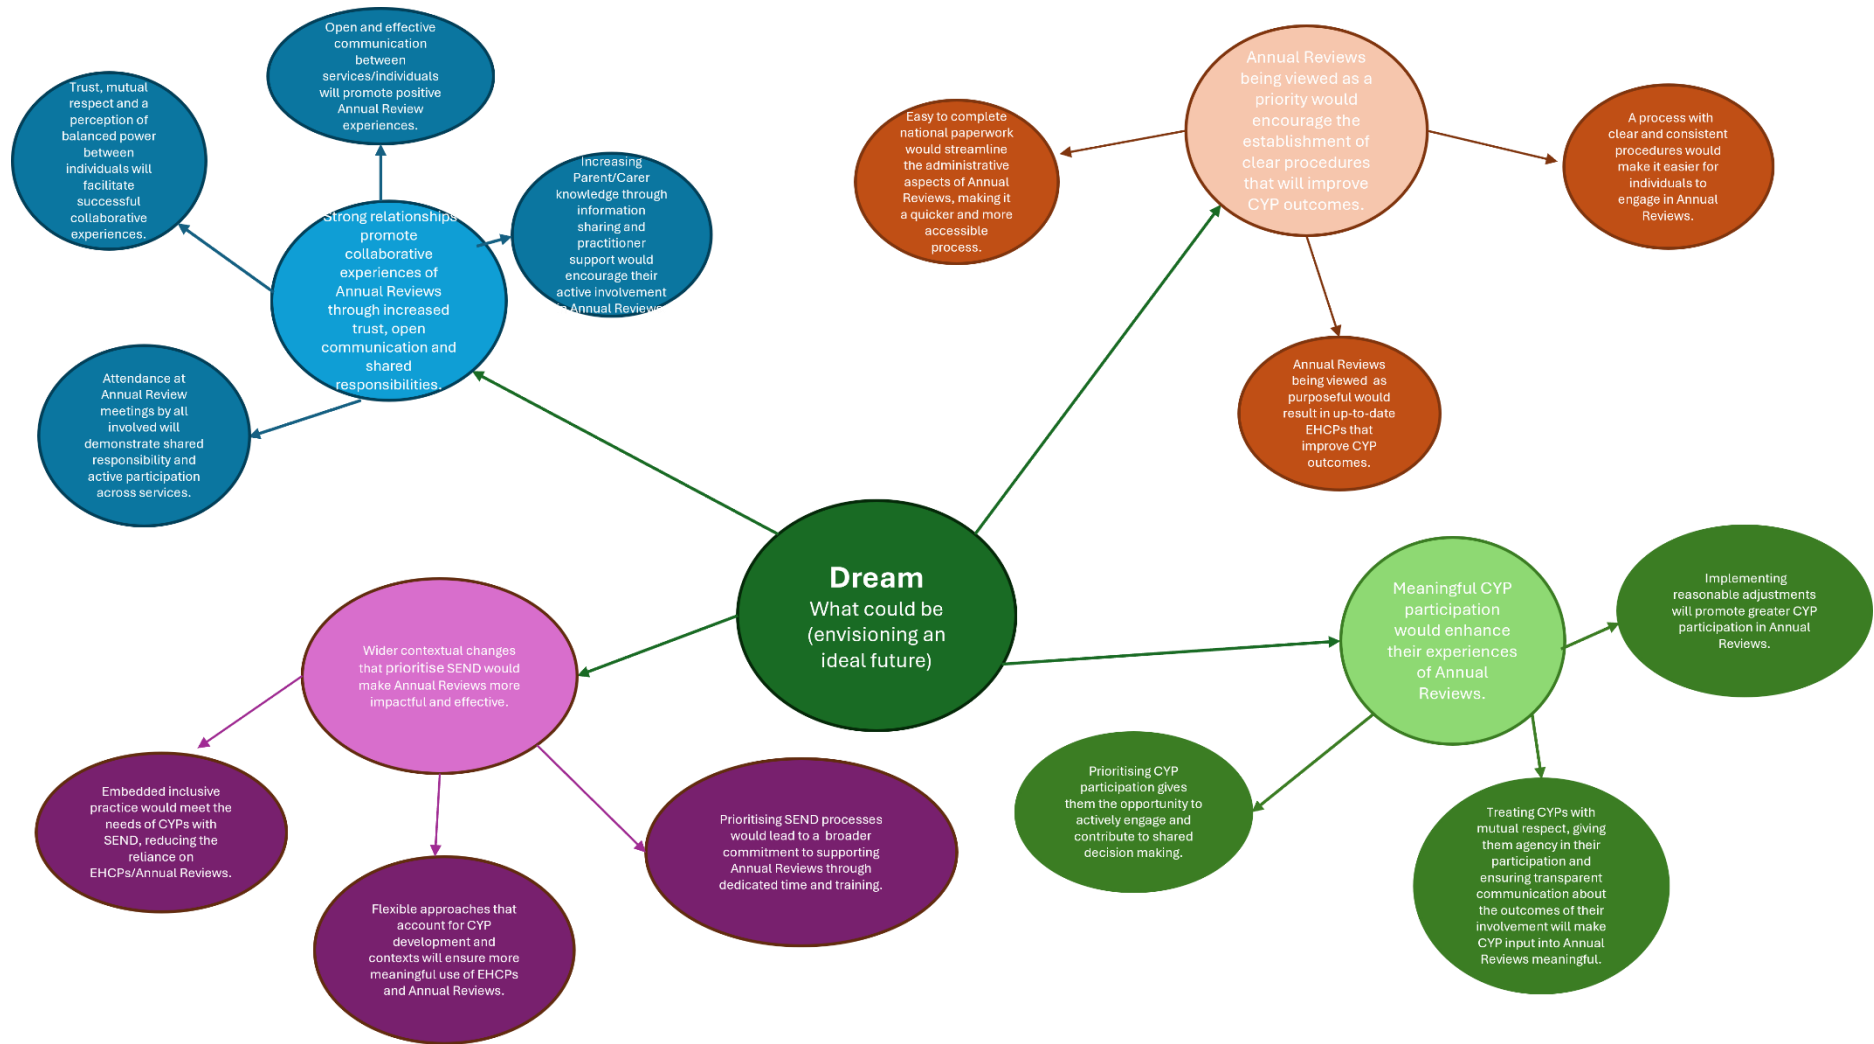 Dream
What could be
(envisioning an
ideal future)
Strong relationships
promote
collaborative
experiences of
Annual Reviews
through increased
trust, open
communication and
shared
responsibilities.
Open and effective
communication
between
services/individuals
will promote positive
Annual Review
experiences.
Trust, mutual
respect and a
perception of
balanced power
between
individuals will
facilitate
successful
collaborative
experiences.
Increasing
Parent/Carer
knowledge through
information
sharing and
practitioner
support would
encourage their
active involvement
in Annual Reviews
Attendance at
Annual Review
meetings by all
involved will
demonstrate shared
responsibility and
active participation
across services.
Annual Reviews
being viewed as a
priority would
encourage the
establishment of
clear procedures
that will improve
CYP outcomes.
Easy to complete
national paperwork
would streamline
the administrative
aspects of Annual
Reviews, making it
a quicker and more
accessible
process.
A process with
clear and consistent
procedures would
make it easier for
individuals to
engage in Annual
Reviews.
Annual Reviews
being viewed as
purposeful would
result in up-to-date
EHCPs that
improve CYP
outcomes.
Wider contextual changes
that prioritise SEND would
make Annual Reviews more
impactful and effective.
Embedded inclusive
practice would meet the
needs of CYPs with
SEND, reducing the
reliance on
EHCPs/Annual Reviews.
Flexible approaches that
account for CYP
development and
contexts will ensure more
meaningful use of EHCPs
and Annual Reviews.
Prioritising SEND processes
would lead to a broader
commitment to supporting
Annual Reviews through
dedicated time and training.
Meaningful CYP
participation
would enhance
their experiences
of Annual
Reviews.
Implementing
reasonable adjustments
will promote greater CYP
participation in Annual
Reviews.
Prioritising CYP
participation gives
them the opportunity to
actively engage and
contribute to shared
decision making.
Treating CYPs with
mutual respect, giving
them agency in their
participation and
ensuring transparent
communication about
the outcomes of their
involvement will make
CYP input into Annual
Reviews meaningful.